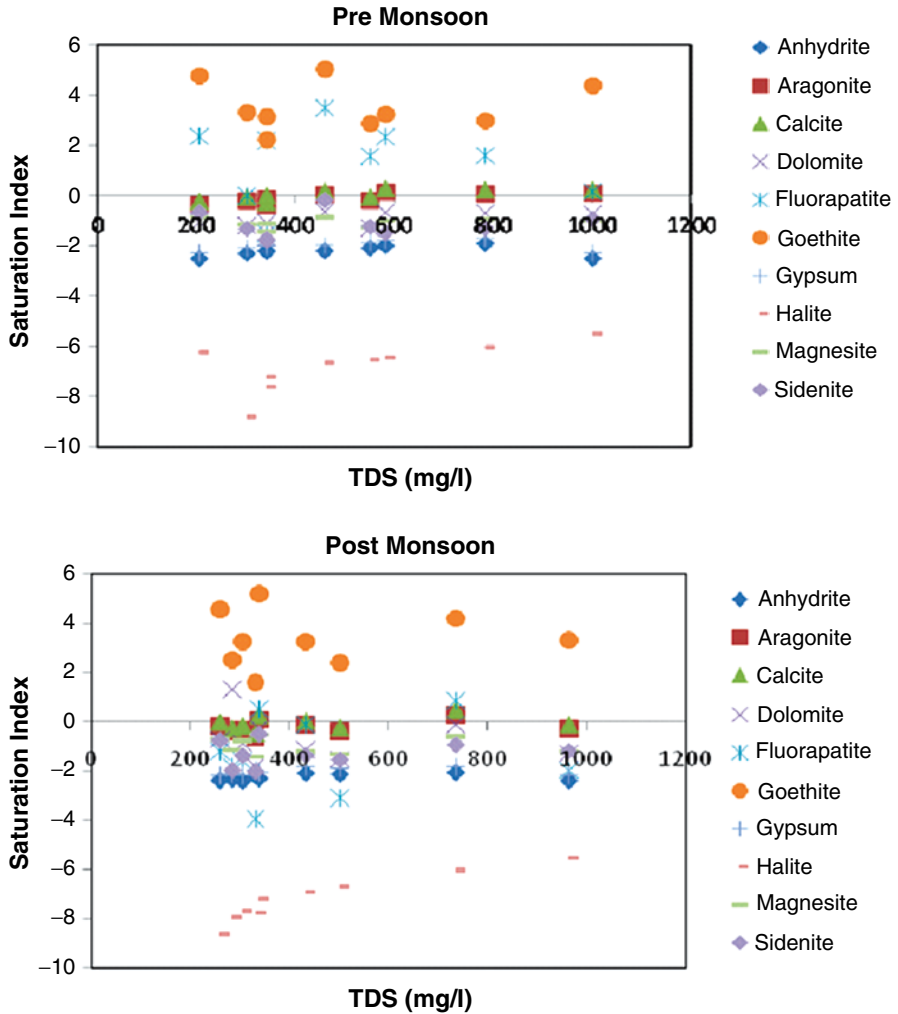 Pre Monsoon
6
4
2
0
−2
−4
−6
−8
−10
0 200 400 600 800 1000 1200
Saturation Index
TDS (mg/l)
Anhydrite
Aragonite
Calcite
Dolomite
Fluorapatite
Goethite
Gypsum
Halite
Magnesite
Sidenite
Post Monsoon
6
4
2
0
−2
−4
−6
−8
−10
0 200 400 600 800 1000 1200
Saturation Index
TDS (mg/l)
Anhydrite
Aragonite
Calcite
Dolomite
Fluorapatite
Goethite
Gypsum
Halite
Magnesite
Sidenite